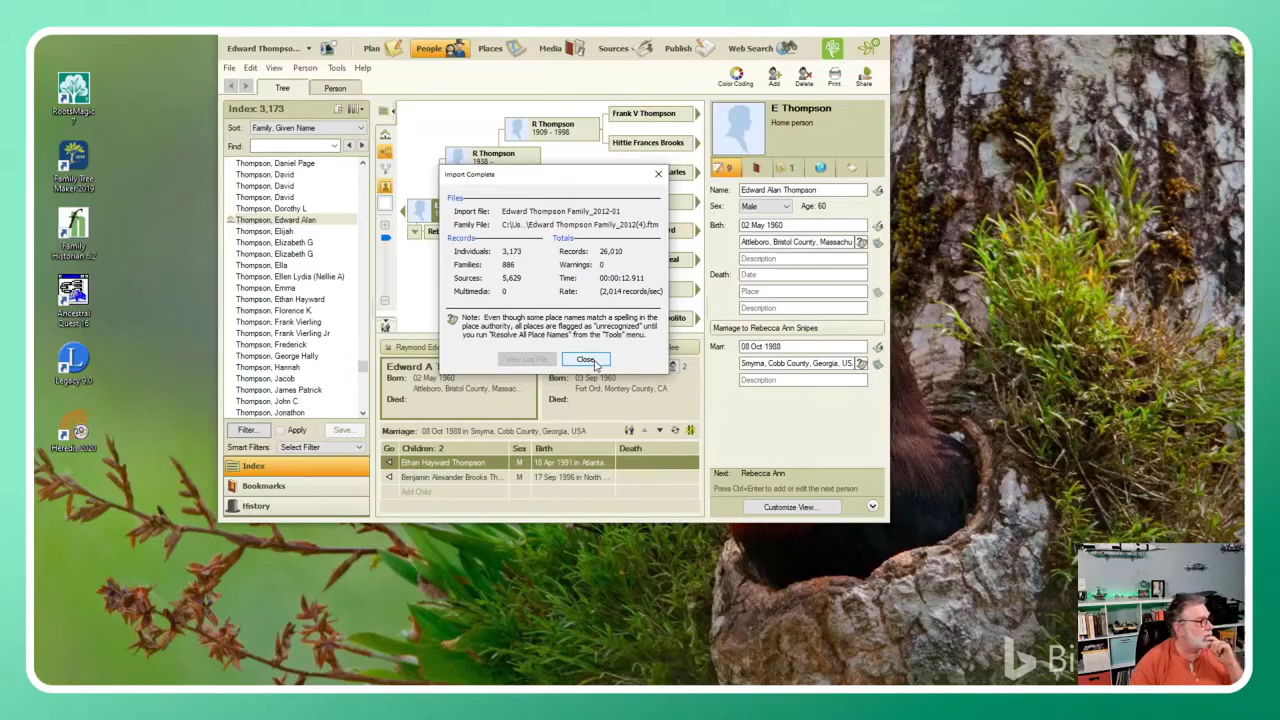 RootsMagic
7
Family Tree
Maker 2019
Family
Historian 6.2
Ancestral
Quest 16
Legacy 9.0
Heredis 2020
Edward Thompso...
Plan
People
Places
Media
Sources
Publish
Web Search
File Edit View Person Tools Help
Color Coding
Add
Delete
Print
Share
Tree
Person
Index: 3,173
Sort: Family, Given Name
Find:
Thompson, Daniel Page
Thompson, David
Thompson, David
Thompson, David
Thompson, Dorothy L
Thompson, Edward Alan
Thompson, Elijah
Thompson, Elizabeth G
Thompson, Elizabeth G
Thompson, Ella
Thompson, Ellen Lydia (Nellie A)
Thompson, Emma
Thompson, Ethan Hayward
Thompson, Florence K.
Thompson, Frank Vierling
Thompson, Frank Vierling Jr
Thompson, Frederick
Thompson, George Hally
Thompson, Hannah
Thompson, Jacob
Thompson, James Patrick
Thompson, John C.
Thompson, Jonathon
Filter...
Apply
Save...
Smart Filters: Select Filter
Index
Bookmarks
History
R Thompson
1909 - 1998
Frank V Thompson
Hittie Frances Brooks
R Thompson
1938 -
Import Complete
Files
Import file: Edward Thompson Family_2012-01
Family File: C:\Us...\Edward Thompson Family_2012(4).ftm
Records
Totals
Individuals: 3,173
Records: 26,010
Families: 886
Warnings: 0
Sources: 5,629
Time: 00:00:12.911
Multimedia: 0
Rate: (2,014 records/sec)
Note: Even though some place names match a spelling in the
place authority, all places are flagged as "unrecognized" until
you run "Resolve All Place Names" from the "Tools" menu.
View Log File
Close
Edward A T
Born: 02 May 1960
Attleboro, Bristol County, Massac...
Died:
03 Sep 1960
Fort Ord, Montery County, CA
Died:
2
Marriage: 08 Oct 1988 in Smyrna, Cobb County, Georgia, USA
Go
Children: 2
Sex
Birth
Death
Ethan Hayward Thompson
M
18 Apr 1991 in Atlanta...
Benjamin Alexander Brooks Th...
M
17 Sep 1996 in North ...
Add Child
E Thompson
Home person
9
1
Name: Edward Alan Thompson
Sex: Male
Age: 60
Birth: 02 May 1960
Attleboro, Bristol County, Massachu
Description
Death: Date
Place
Description
Marriage to Rebecca Ann Snipes
Marr: 08 Oct 1988
Smyrna, Cobb County, Georgia, US.
Description
Next: Rebecca Ann
Press Ctrl+Enter to add or edit the next person
Customize View...